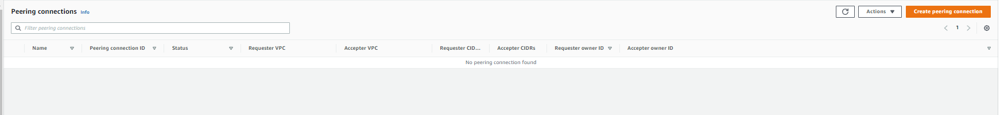 Peering connections Info
Actions
Create peering connection
Filter peering connections
1
Name Peering connection ID Status Requester VPC Accepter VPC Requester CID... Accepter CIDRs Requester owner ID Accepter owner ID
No peering connection found